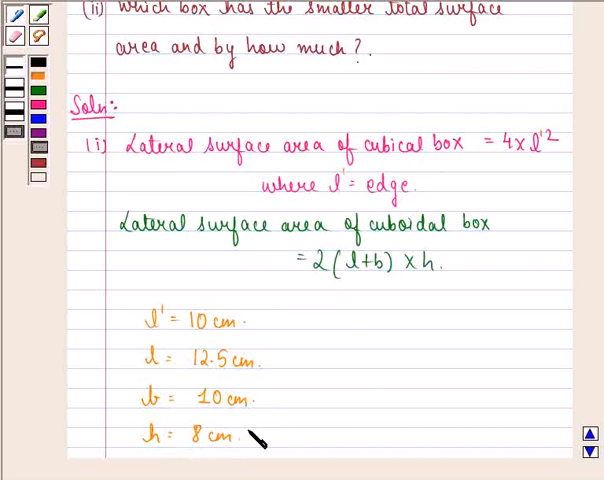 (ii) which box has the smaller total surface
area and by how much?.
Soln:
(i) Lateral surface area of cubical box = 4 x l'2
where l' = edge.
Lateral surface area of cuboidal box
= 2 (l+b) x h.
l' = 10 cm.
l = 12.5 cm.
b = 10 cm.
h = 8 cm.